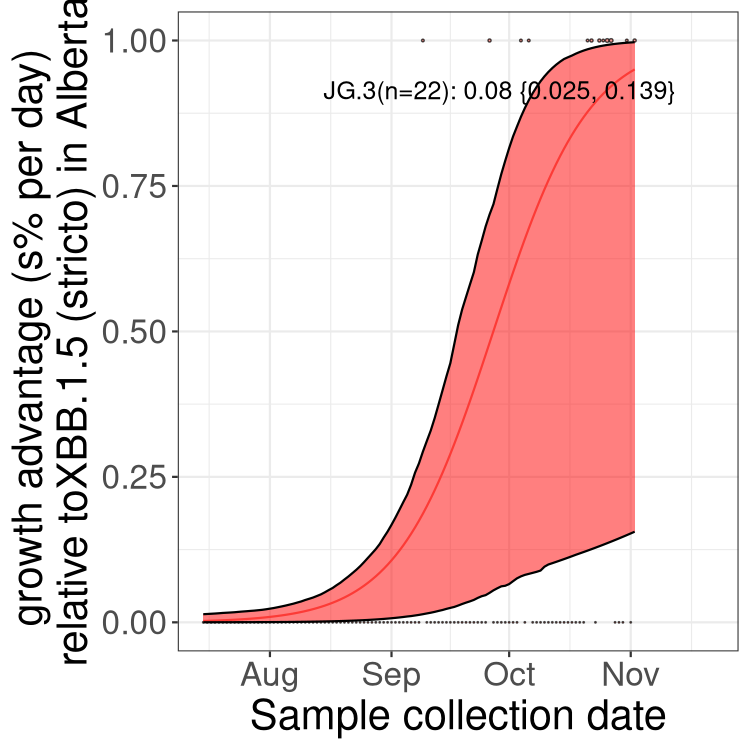 growth advantage (s% per day)
relative toXBB.1.5 (stricto) in Alberta
1.00
0.75
0.50
0.25
0.00
JG.3(n=22): 0.08 {0.025, 0.139}
Aug Sep Oct Nov
Sample collection date